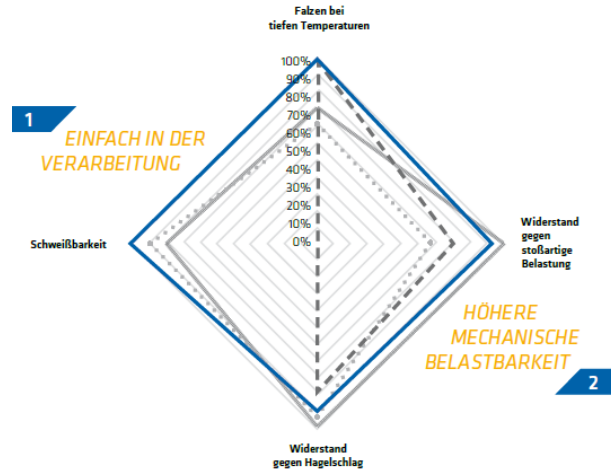 Falzen bei
tiefen Temperaturen
100%
90%
80%
70%
60%
50%
40%
30%
20%
10%
0%
1
EINFACH IN DER
VERARBEITUNG
Schweißbarkeit
Widerstand
gegen
stoßartige
Belastung
HÖHERE
MECHANISCHE
BELASTBARKEIT
2
Widerstand
gegen Hagelschlag